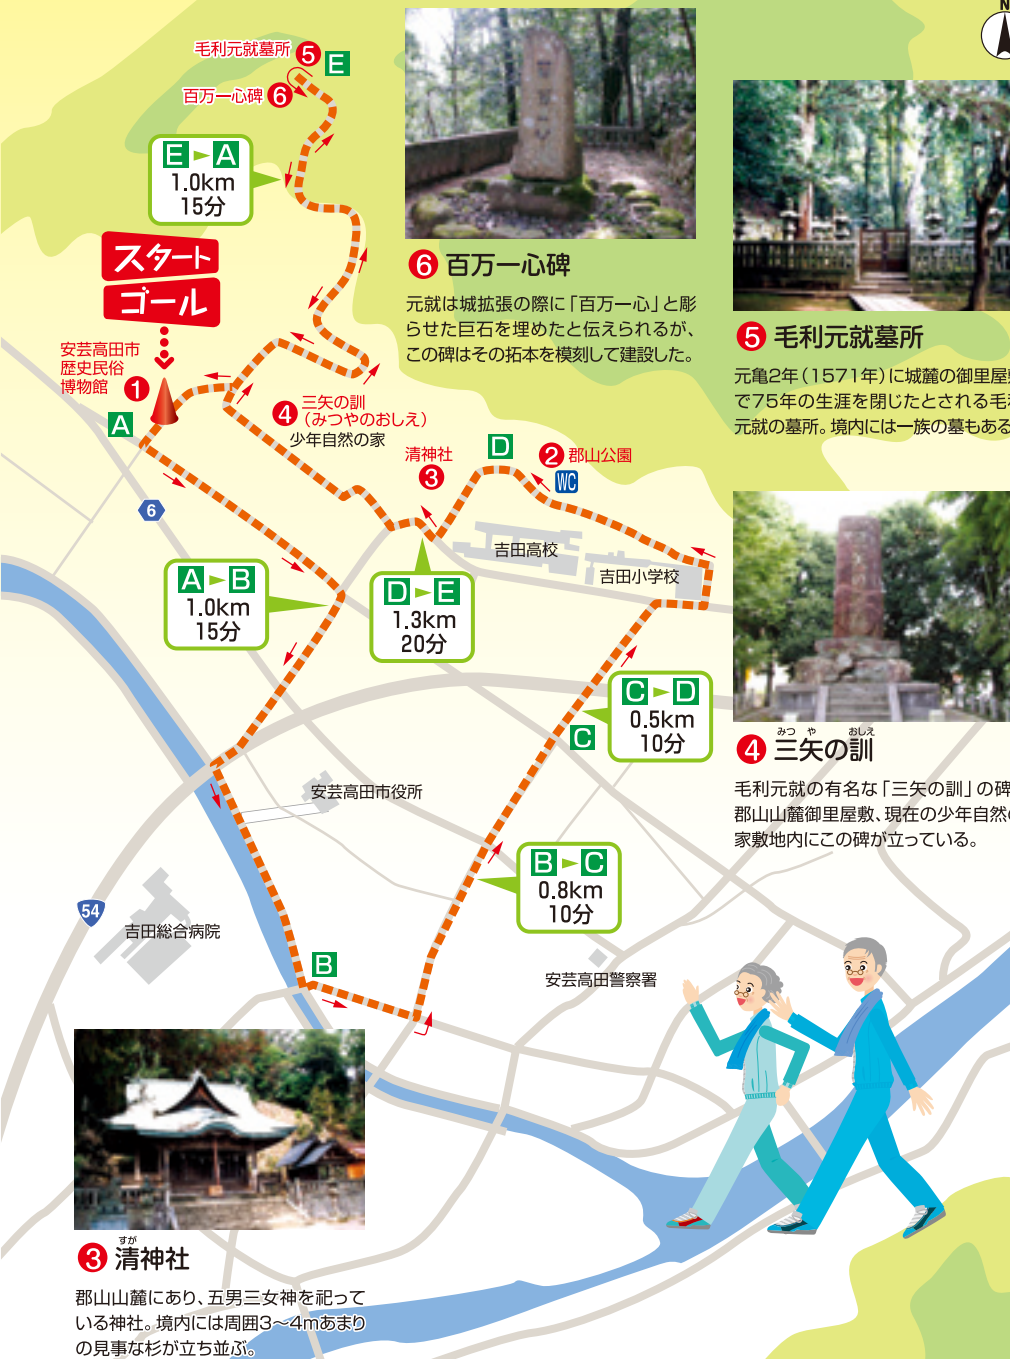 N
毛利元就墓所 5 E
百万一心碑 6
E▶A
1.0km
15分
スタート
ゴール
安芸高田市
歴史民俗
博物館 1
A
6
4 三矢の訓
(みつやのおしえ)
少年自然の家
清神社
3
D
2 郡山公園
WC
吉田高校
吉田小学校
A▶B
1.0km
15分
D▶E
1.3km
20分
C▶D
0.5km
10分
C
安芸高田市役所
B▶C
0.8km
10分
54
吉田総合病院
B
安芸高田警察署
6 百万一心碑
元就は城拡張の際に「百万一心」と彫
らせた巨石を埋めたと伝えられるが、
この碑はその拓本を模刻して建設した。
5 毛利元就墓所
元亀2年(1571年)に城麓の御里屋
で75年の生涯を閉じたとされる毛
元就の墓所。境内には一族の墓もある
みつ や おしえ
4 三矢の訓
毛利元就の有名な「三矢の訓」の碑
郡山山麓御里屋敷、現在の少年自然
家敷地内にこの碑が立っている。
すが
3 清神社
郡山山麓にあり、五男三女神を祀って
いる神社。境内には周囲3〜4mあまり
の見事な杉が立ち並ぶ。